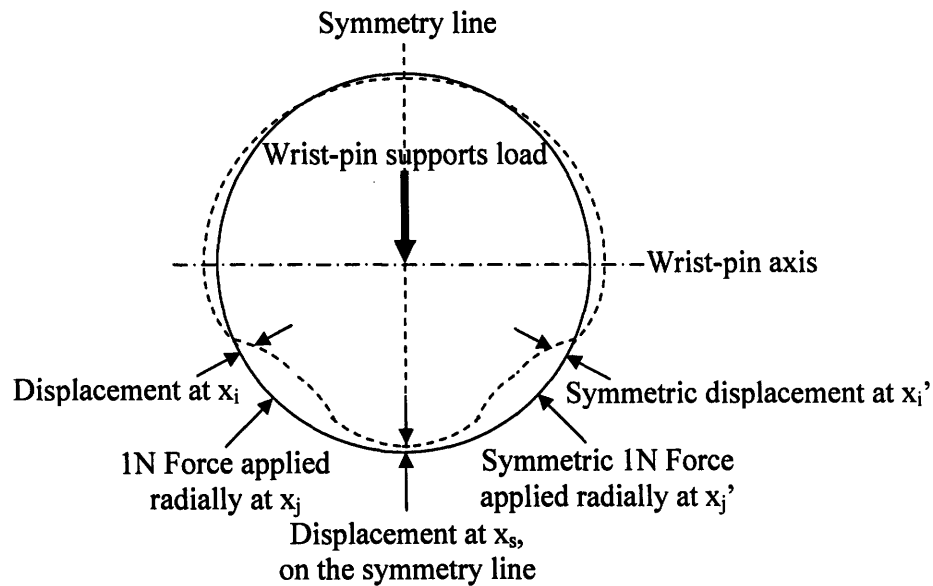 Symmetry line
Wrist-pin supports load
Wrist-pin axis
Displacement at xi
Symmetric displacement at xi’
1N Force applied
radially at xj
Symmetric 1N Force
applied radially at xj’
Displacement at xs,
on the symmetry line